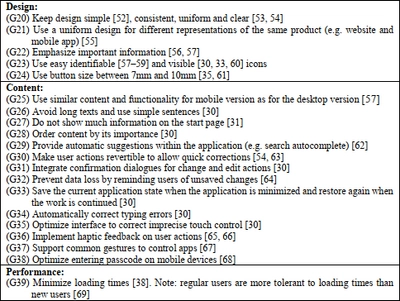 Design:
(G20) Keep design simple [52], consistent, uniform and clear [53, 54]
(G21) Use a uniform design for different representations of the same product (e.g. website and
mobile app) [55]
(G22) Emphasize important information [56, 57]
(G23) Use easy identifiable [57–59] and visible [30, 33, 60] icons
(G24) Use button size between 7mm and 10mm [35, 61]
Content:
(G25) Use similar content and functionality for mobile version as for the desktop version [57]
(G26) Avoid long texts and use simple sentences [30]
(G27) Do not show much information on the start page [31]
(G28) Order content by its importance [30]
(G29) Provide automatic suggestions within the application (e.g. search autocomplete) [62]
(G30) Make user actions revertible to allow quick corrections [54, 63]
(G31) Integrate confirmation dialogues for change and edit actions [30]
(G32) Prevent data loss by reminding users of unsaved changes [64]
(G33) Save the current application state when the application is minimized and restore again when
the work is continued [30]
(G34) Automatically correct typing errors [30]
(G35) Optimize interface to correct imprecise touch control [30]
(G36) Implement haptic feedback on user actions [65, 66]
(G37) Support common gestures to control apps [67]
(G38) Optimize entering passcode on mobile devices [68]
Performance:
(G39) Minimize loading times [38]. Note: regular users are more tolerant to loading times than
new users [69]